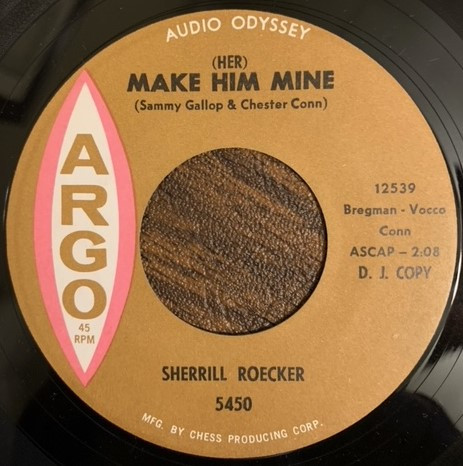 AUDIO ODYSSEY
(HER)
MAKE HIM MINE
(Sammy Gallop & Chester Conn)
ARGO
45
RPM
12539
Bregman - Vocco
Conn
ASCAP - 2:08
D. J. COPY
SHERRILL ROECKER
5450
MFG. BY CHESS PRODUCING CORP.